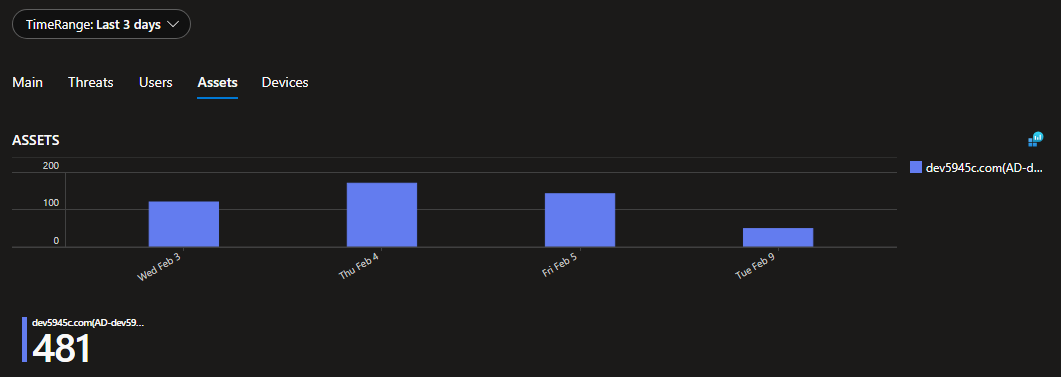 TimeRange: Last 3 days
Main Threats Users Assets Devices
ASSETS
200
100
0
Wed Feb 3 Thu Feb 4 Fri Feb 5 Tue Feb 9
dev5945c.com(AD-d...
dev5945c.com(AD-dev59...
481